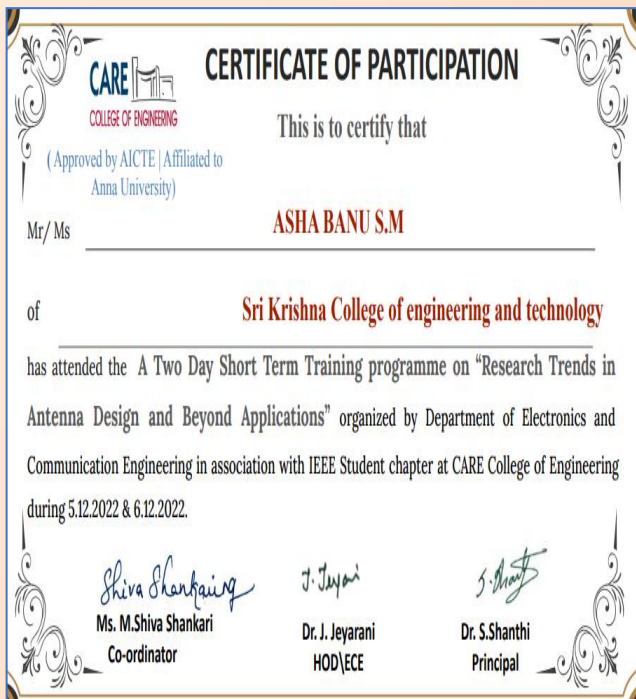 CARE
COLLEGE OF ENGINEERING
CERTIFICATE OF PARTICIPATION
This is to certify that
( Approved by AICTE | Affiliated to
Anna University)
Mr/ Ms ASHA BANU S.M
of Sri Krishna College of engineering and technology
has attended the A Two Day Short Term Training programme on “Research Trends in
Antenna Design and Beyond Applications” organized by Department of Electronics and
Communication Engineering in association with IEEE Student chapter at CARE College of Engineering
during 5.12.2022 & 6.12.2022.
Shiva Shankaring J. Jeyani S. Shanti
Ms. M.Shiva Shankari
Co-ordinator
Dr. J. Jeyarani
HOD\ECE
Dr. S.Shanthi
Principal